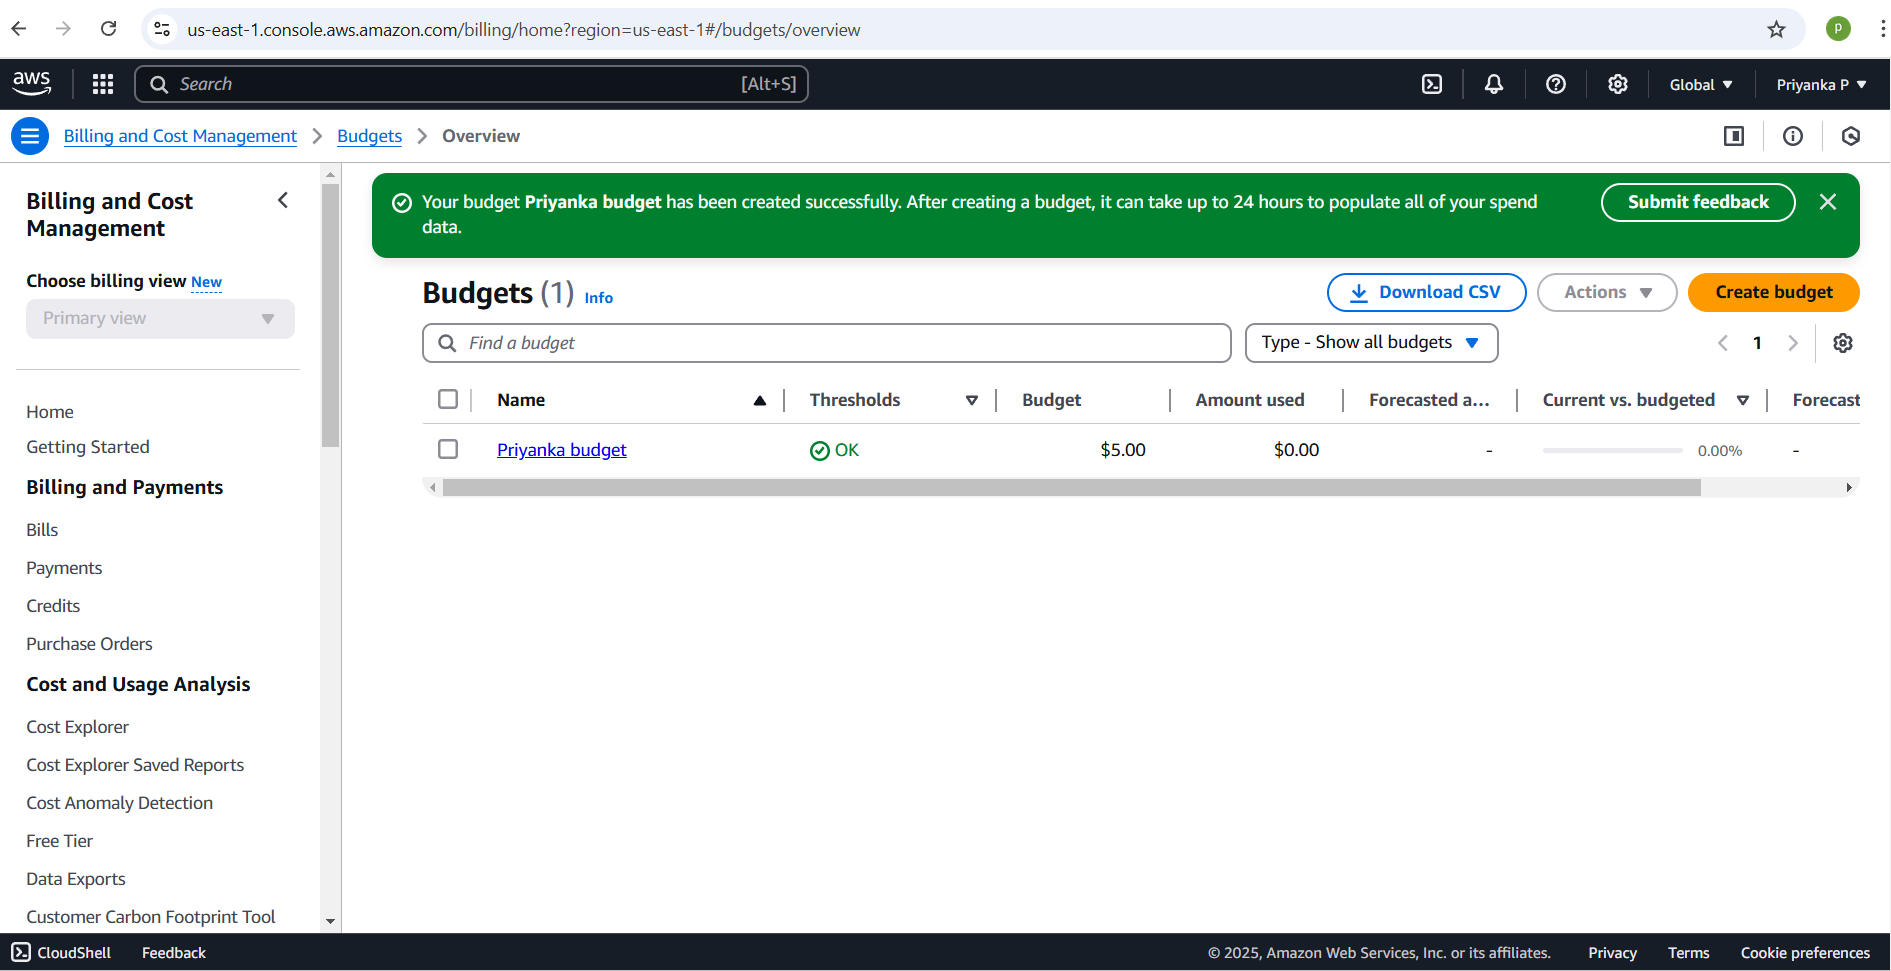 us-east-1.console.aws.amazon.com/billing/home?region=us-east-1#/budgets/overview
P
aws
Search
[Alt+S]
Global
Priyanka P
Billing and Cost Management
Budgets
Overview
Billing and Cost
Management
Choose billing view New
Primary view
Home
Getting Started
Billing and Payments
Bills
Payments
Credits
Purchase Orders
Cost and Usage Analysis
Cost Explorer
Cost Explorer Saved Reports
Cost Anomaly Detection
Free Tier
Data Exports
Customer Carbon Footprint Tool
Your budget Priyanka budget has been created successfully. After creating a budget, it can take up to 24 hours to populate all of your spend
data.
Submit feedback
Budgets (1) Info
Download CSV
Actions
Create budget
Find a budget
Type - Show all budgets
1
Name Thresholds Budget Amount used Forecasted a... Current vs. budgeted Forecast
Priyanka budget OK $5.00 $0.00 - 0.00% -
CloudShell Feedback © 2025, Amazon Web Services, Inc. or its affiliates. Privacy Terms Cookie preferences